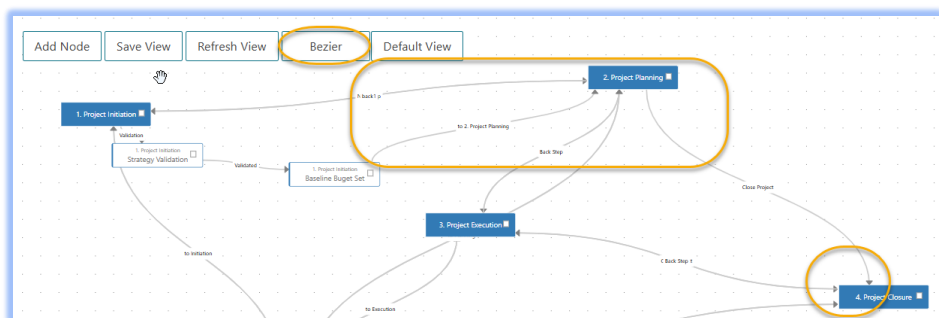 Add Node
Save View
Refresh View
Bezier
Default View
2. Project Planning
1. Project Initiation
to 2. Project Planning
Validation
1. Project Initiation
Strategy Validation
Validated
1. Project Initiation
Baseline Buget Set
Back Step
Close Project
3. Project Execution
to Initiation
Back Step
4. Project Closure
to Execution